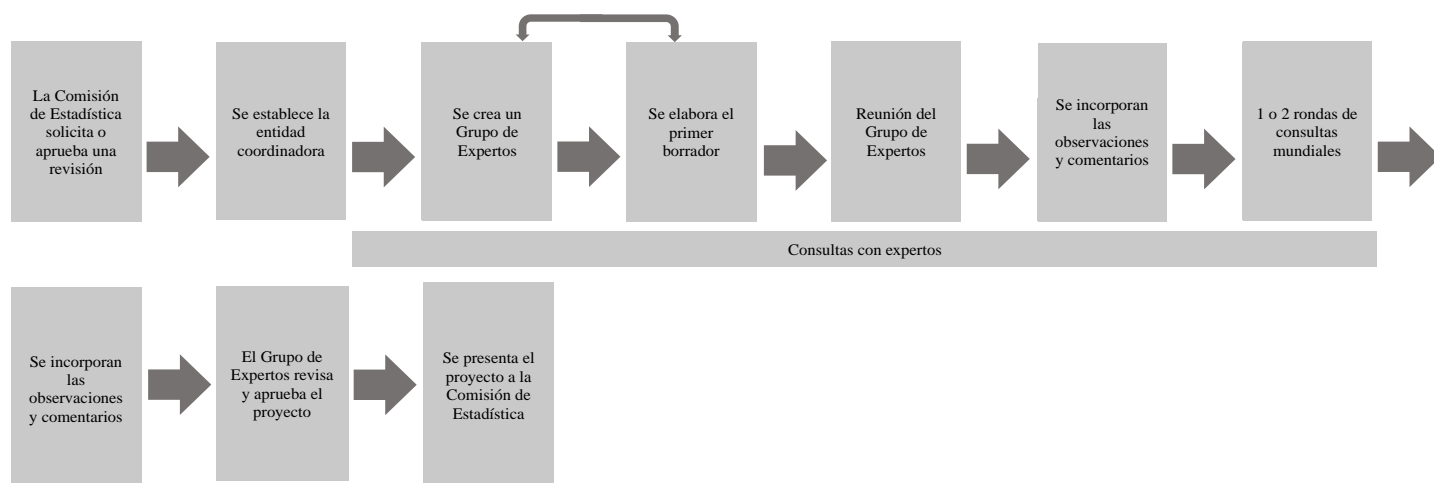 La Comisión
de Estadística
solicita o
aprueba una
revisión
Se establece la
entidad
coordinadora
Se crea un
Grupo de
Expertos
Se elabora el
primer
borrador
Reunión del
Grupo de
Expertos
Se incorporan
las
observaciones
y comentarios
1 o 2 rondas de
consultas
mundiales
Consultas con expertos
Se incorporan
las
observaciones
y comentarios
El Grupo de
Expertos revisa
y aprueba el
proyecto
Se presenta el
proyecto a la
Comisión de
Estadística